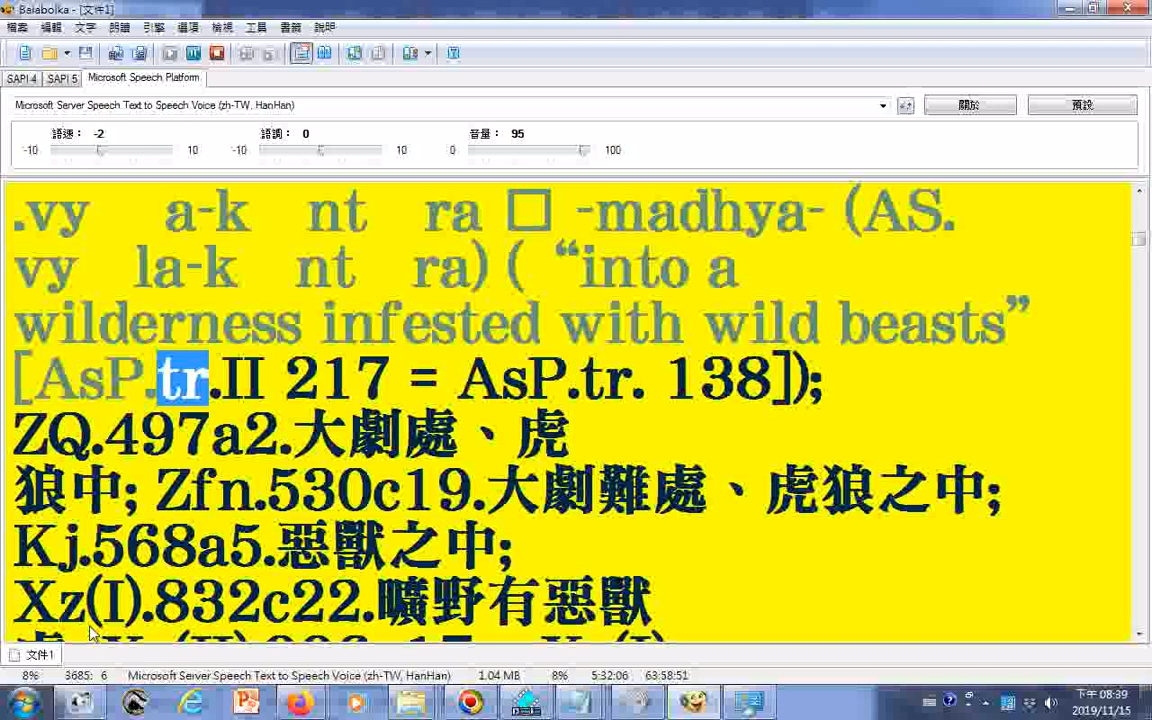 Balabolka - [文件1]
檔案 編輯 文字 朗讀 引擎 選項 檢視 工具 書籤 說明
SAPI 4 SAPI 5 Microsoft Speech Platform
Microsoft Server Speech Text to Speech Voice (zh-TW, HanHan) 關於 預設
語速： -2 語調： 0 音量： 95
-10 10 -10 10 0 100
.vy a-k nt ra □ -madhya- (AS.
vy la-k nt ra) ( “into a
wilderness infested with wild beasts”
[AsP.tr.II 217 = AsP.tr. 138]);
ZQ.497a2.大劇處、虎
狼中; Zfn.530c19.大劇難處、虎狼之中;
Kj.568a5.惡獸之中;
Xz(I).832c22.曠野有惡獸
文件1
8% 3685: 6 Microsoft Server Speech Text to Speech Voice (zh-TW, HanHan) 1.04 MB 8% 5:32:06 63:58:51
下午 08:39
2019/11/15